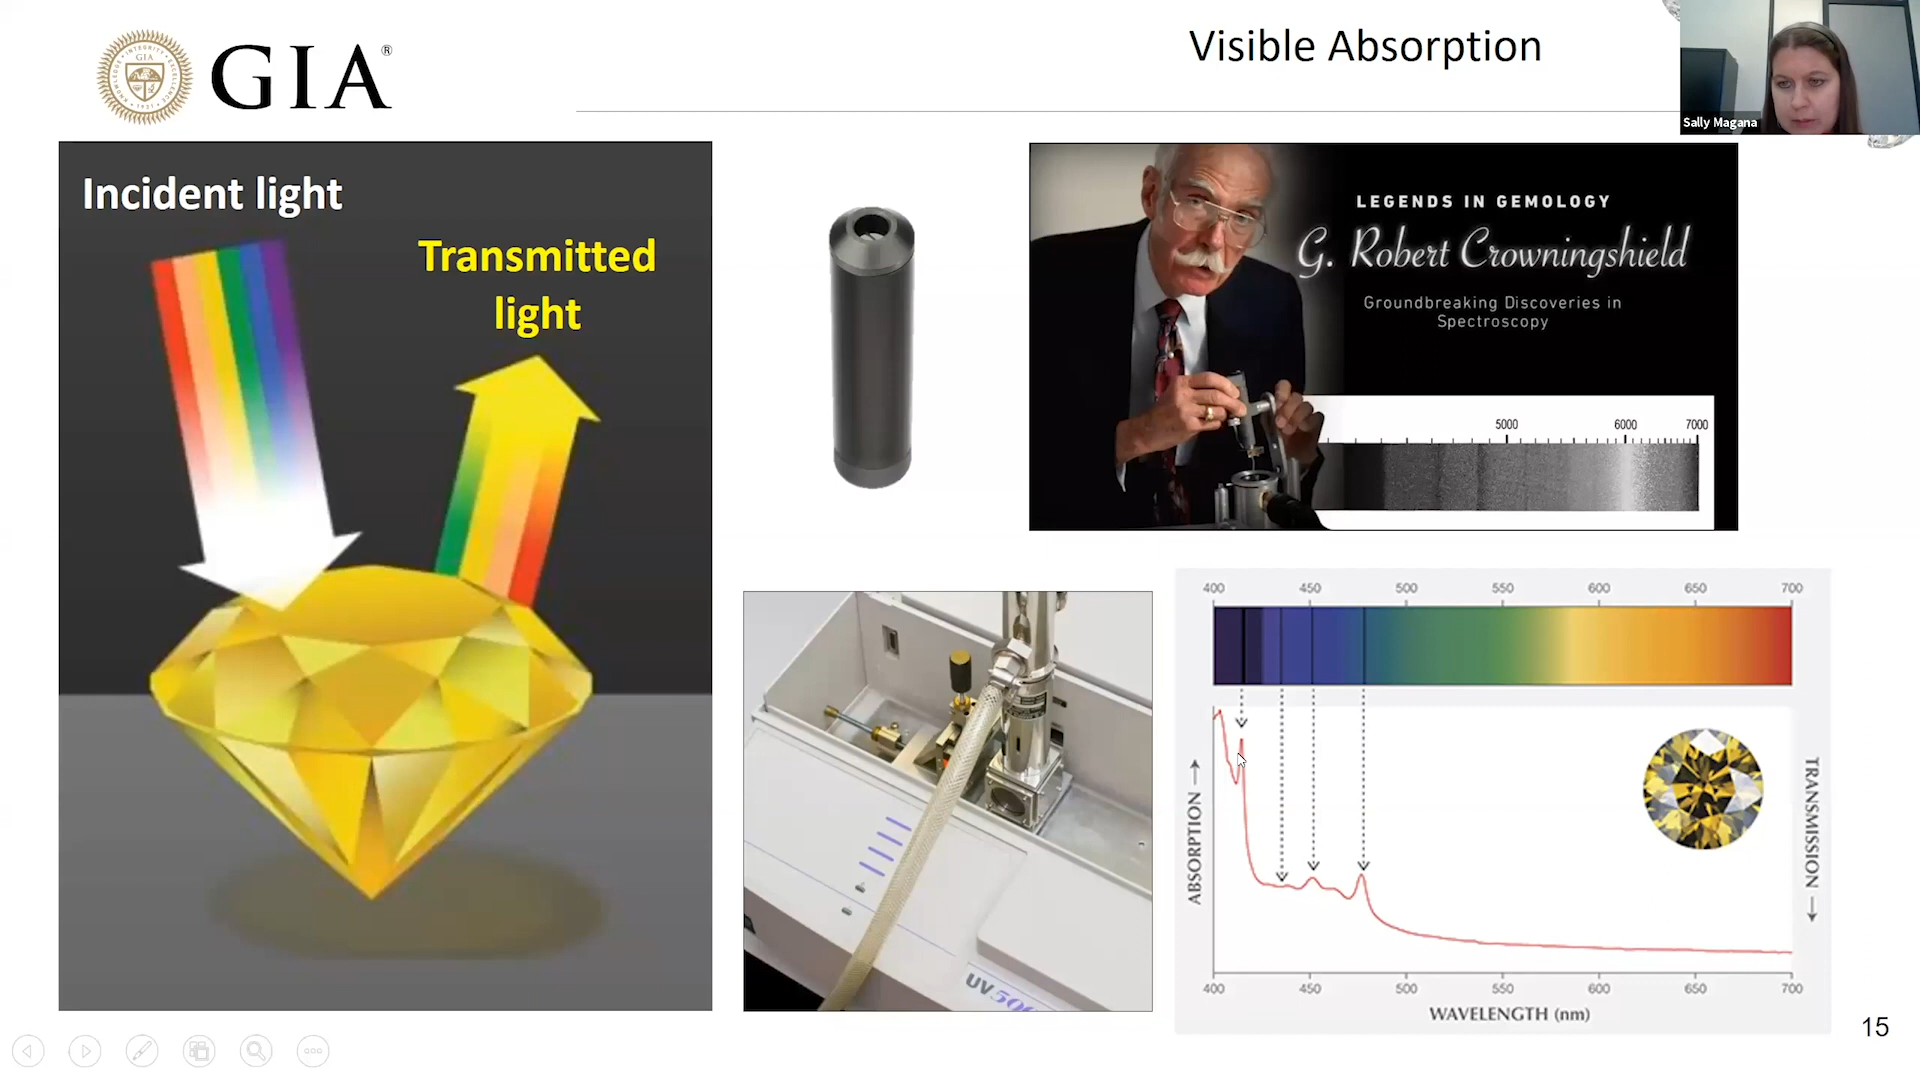 GIA®
Visible Absorption
Sally Magana
Incident light
Transmitted
light
LEGENDS IN GEMOLOGY
G. Robert Crowningshield
Groundbreaking Discoveries in
Spectroscopy
5000 6000 7000
400 450 500 550 600 650 700
ABSORPTION →
TRANSMISSION →
400 450 500 550 600 650 700
WAVELENGTH (nm)
15